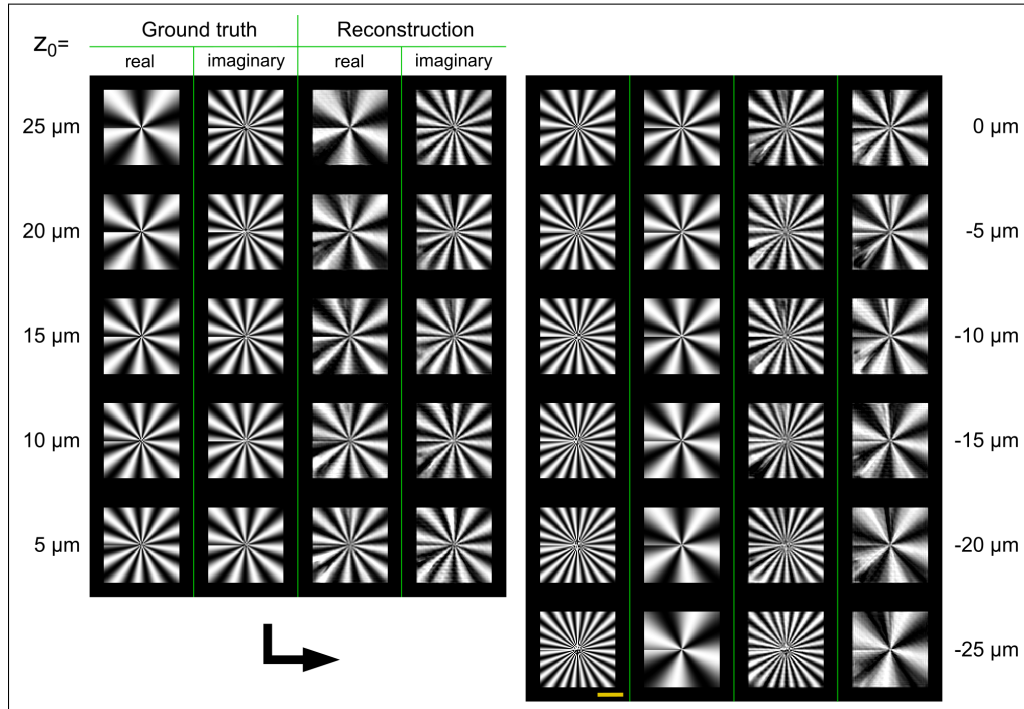 z0=
Ground truth
Reconstruction
real
imaginary
real
imaginary
25 µm
20 µm
15 µm
10 µm
5 µm
0 µm
-5 µm
-10 µm
-15 µm
-20 µm
-25 µm